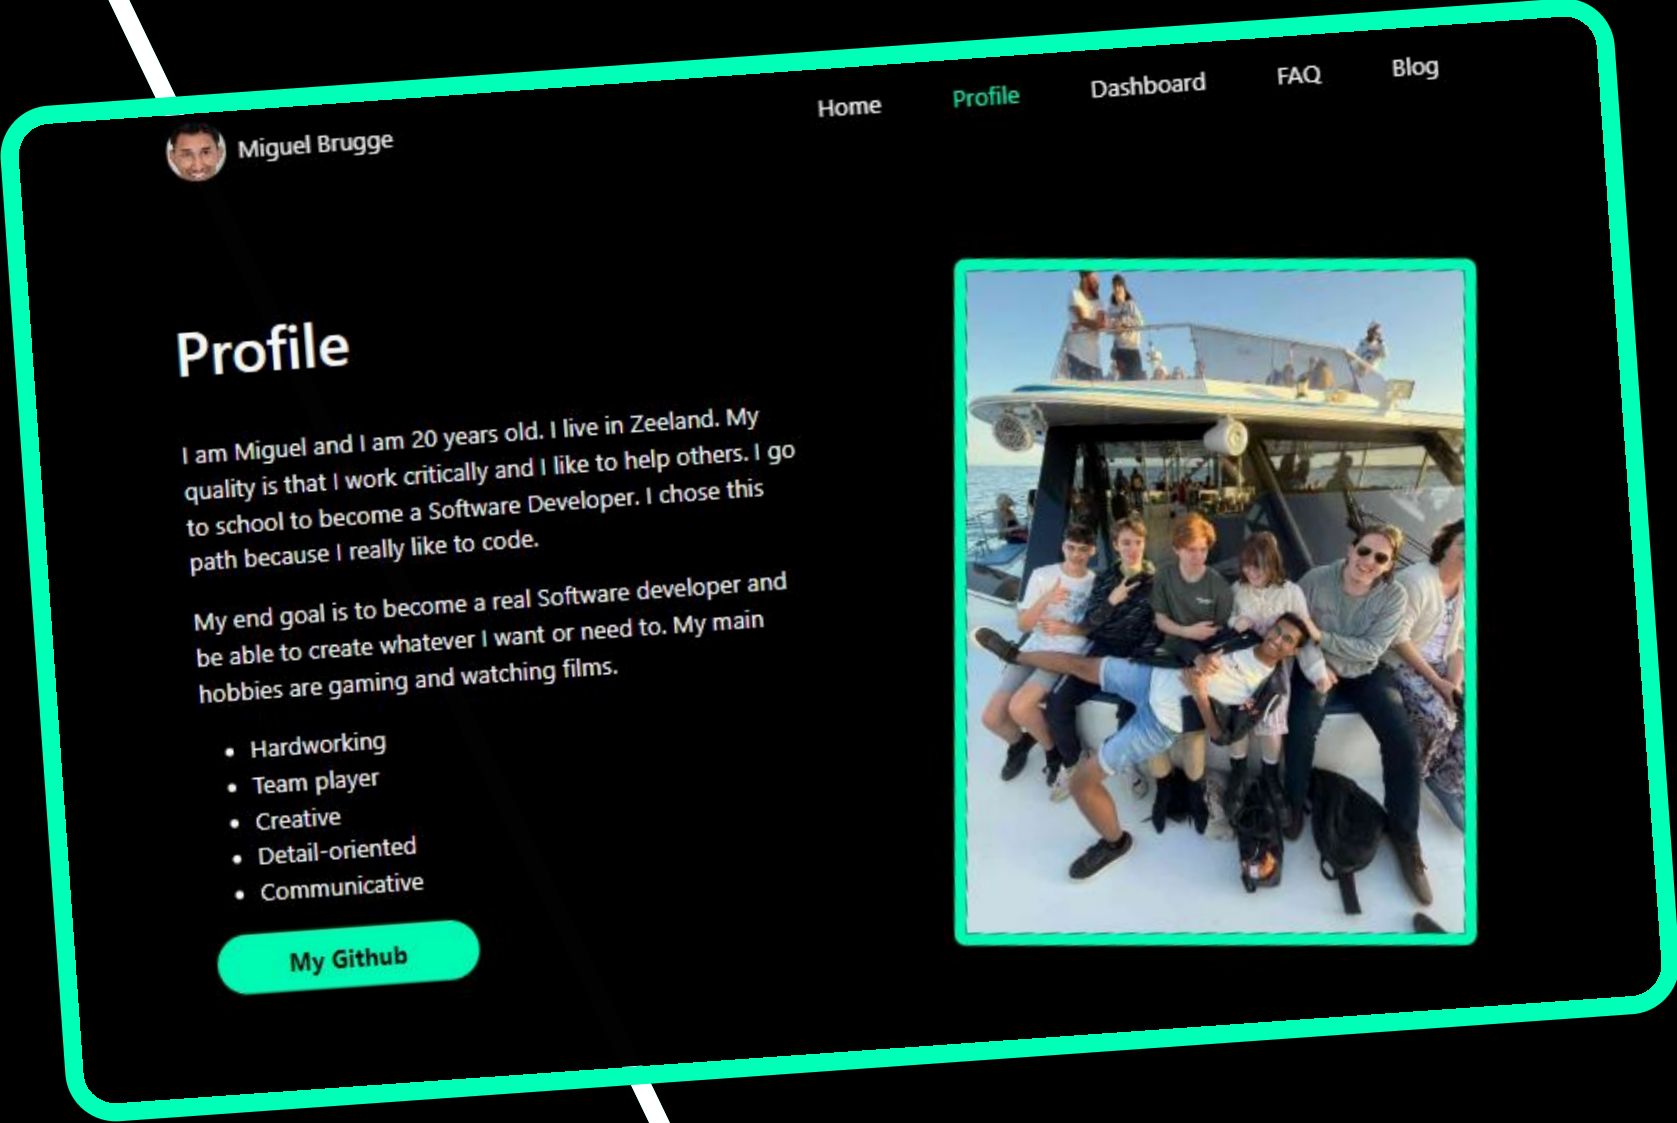 Miguel Brugge
Home
Profile
Dashboard
FAQ
Blog
Profile
I am Miguel and I am 20 years old. I live in Zeeland. My
quality is that I work critically and I like to help others. I go
to school to become a Software Developer. I chose this
path because I really like to code.
My end goal is to become a real Software developer and
be able to create whatever I want or need to. My main
hobbies are gaming and watching films.
• Hardworking
• Team player
• Creative
• Detail-oriented
• Communicative
My Github